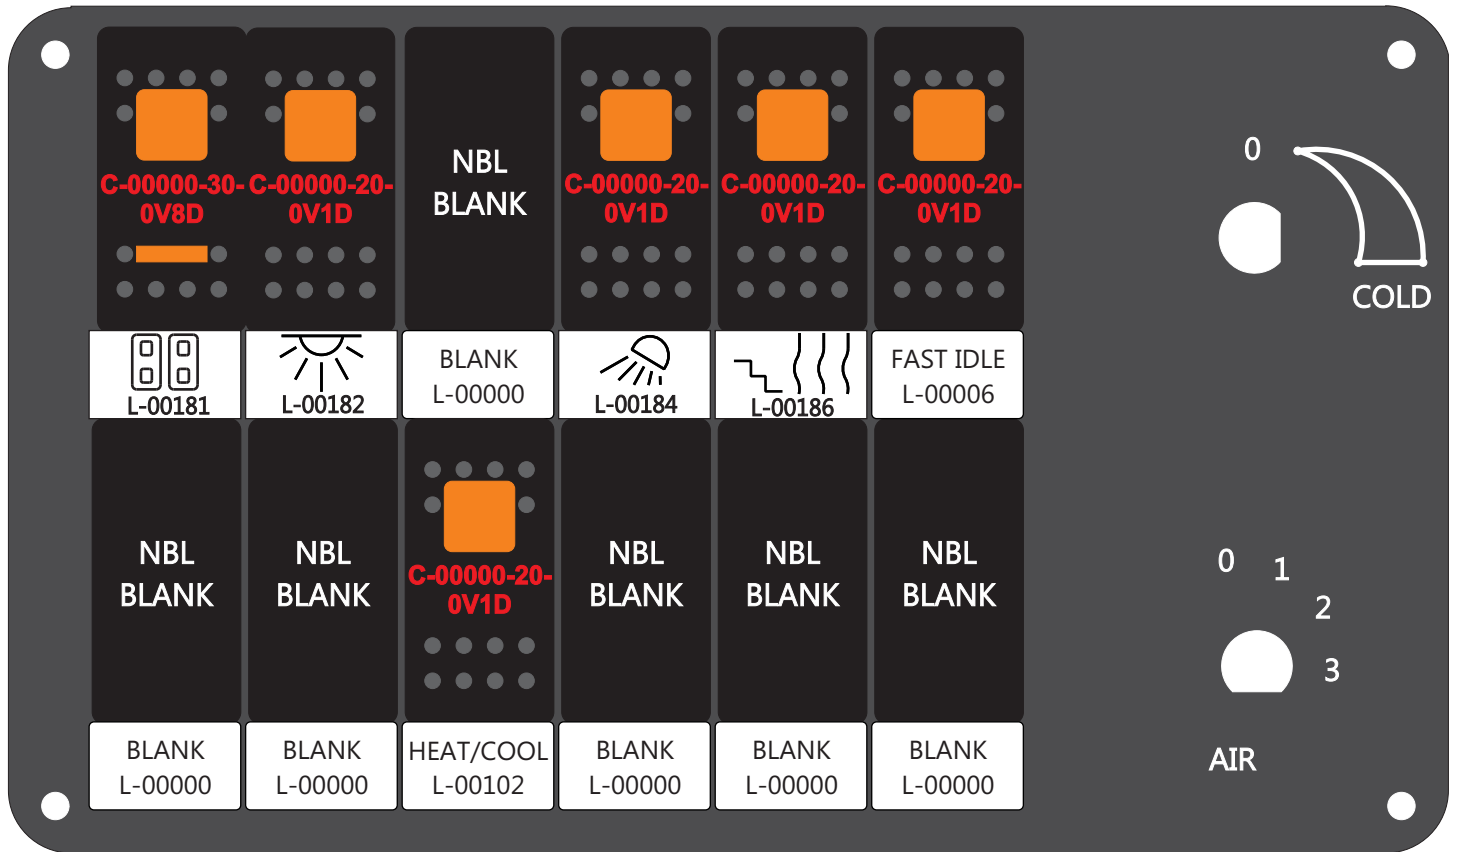 C-00000-30-
0V8D
C-00000-20-
0V1D
NBL
BLANK
C-00000-20-
0V1D
C-00000-20-
0V1D
C-00000-20-
0V1D
L-00181
L-00182
BLANK
L-00000
L-00184
L-00186
FAST IDLE
L-00006
NBL
BLANK
NBL
BLANK
C-00000-20-
0V1D
NBL
BLANK
NBL
BLANK
NBL
BLANK
BLANK
L-00000
BLANK
L-00000
HEAT/COOL
L-00102
BLANK
L-00000
BLANK
L-00000
BLANK
L-00000
0
COLD
0
1
2
3
AIR